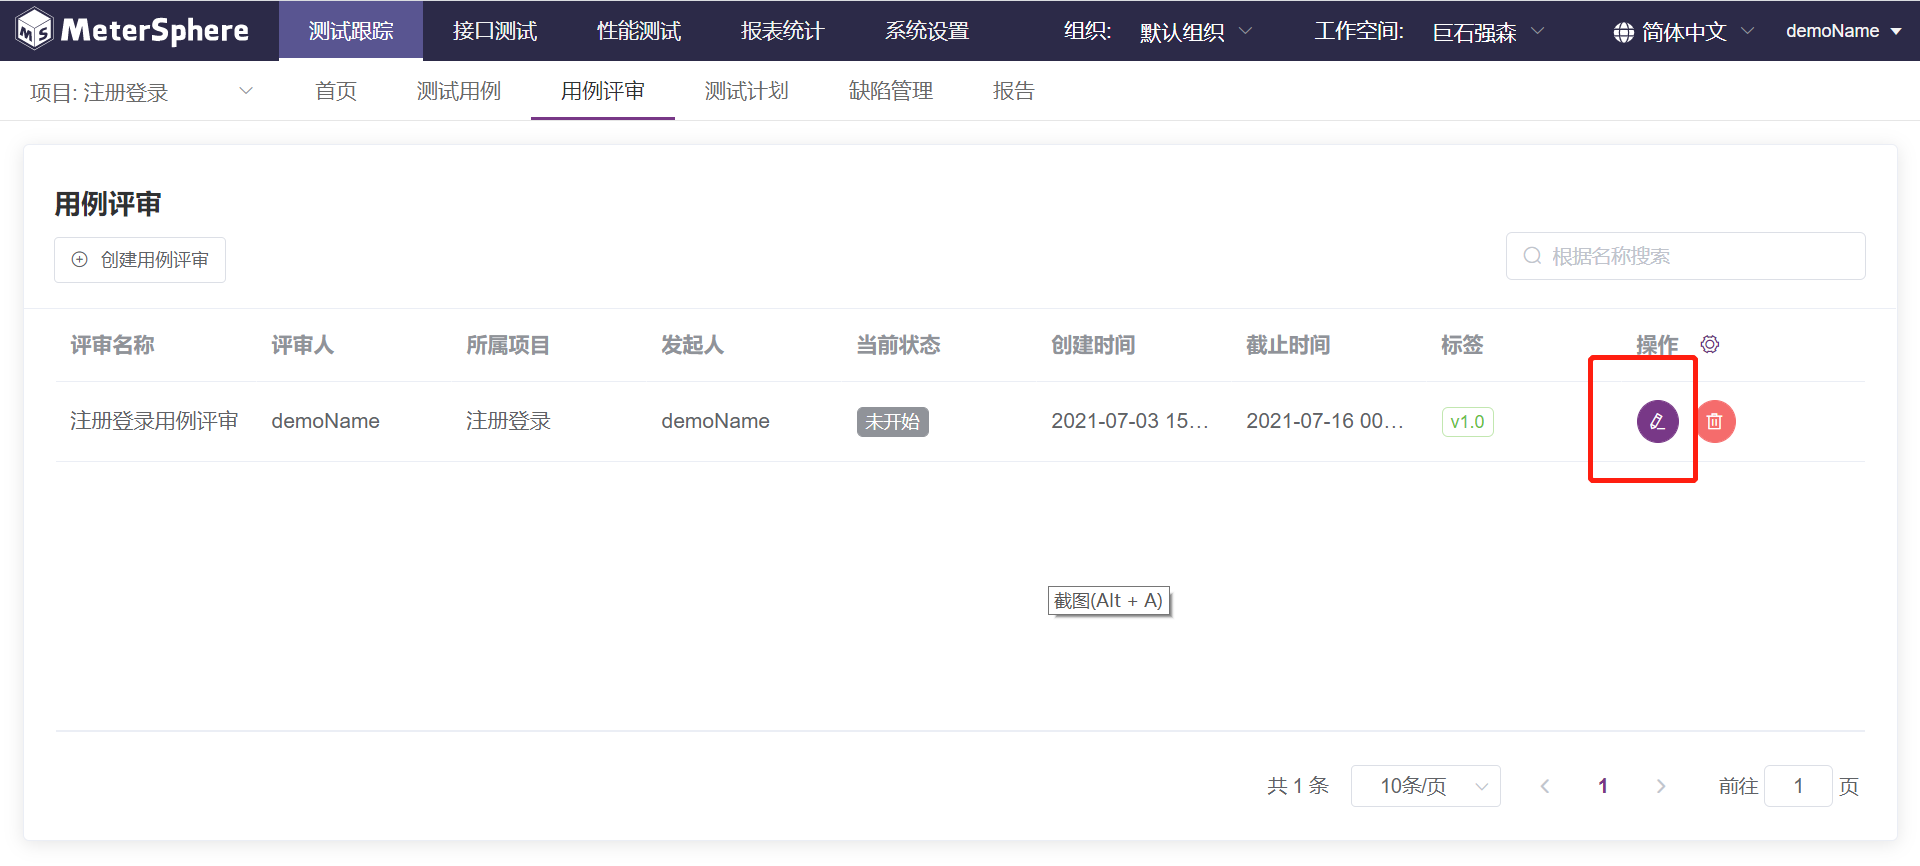 MS MeterSphere 测试跟踪 接口测试 性能测试 报表统计 系统设置 组织: 默认组织 工作空间: 巨石强森 简体中文 demoName
项目: 注册登录 首页 测试用例 用例评审 测试计划 缺陷管理 报告
用例评审
创建用例评审 根据名称搜索
评审名称 评审人 所属项目 发起人 当前状态 创建时间 截止时间 标签 操作
注册登录用例评审 demoName 注册登录 demoName 未开始 2021-07-03 15... 2021-07-16 00... v1.0
截图(Alt + A)
共 1 条 10条/页 1 前往 1 页